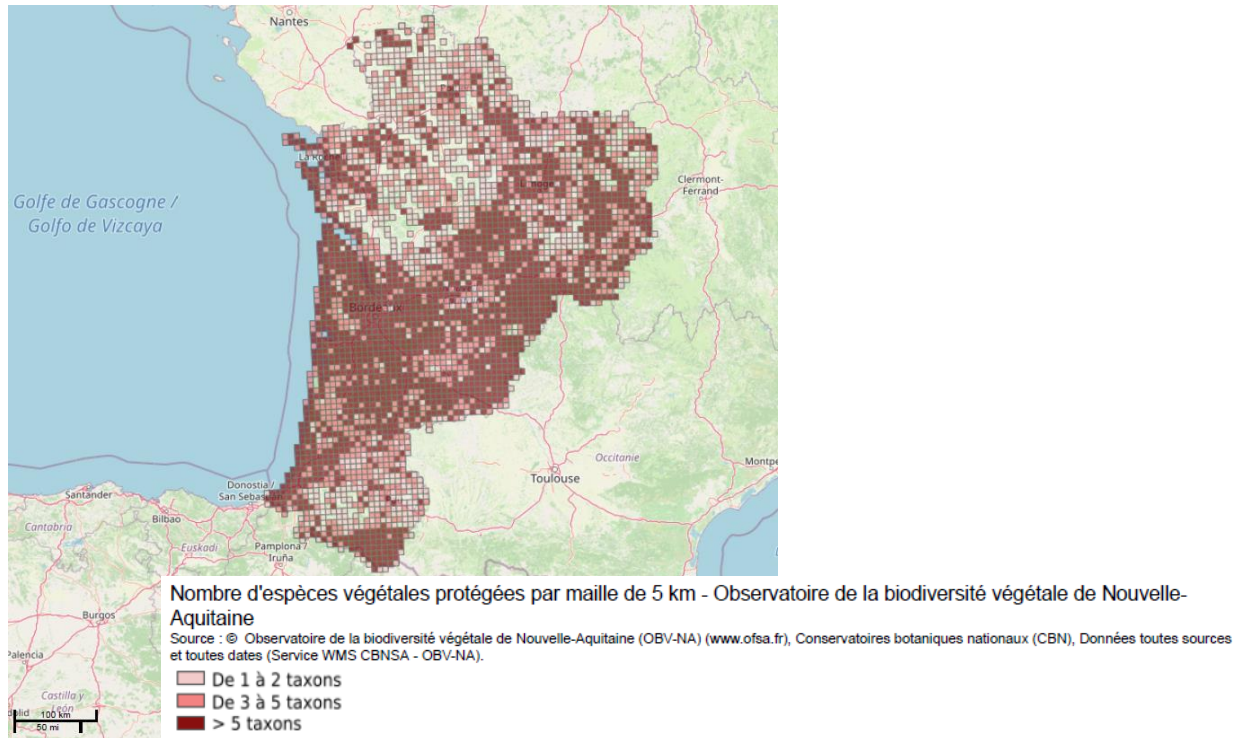 Nantes
La Roche
Golfe de Gascogne /
Golfo de Vizcaya
Clermont-
Ferrand
Limoge
Bordeaux
Occitanie
Montpe
Toulouse
Donostia /
San Sebast
Santander
Bilbao
Cantabria
Euskadi
Pamplona /
Iruña
Burgos
Palencia
Castilla y
León
100 km
50 mi
Nombre d'espèces végétales protégées par maille de 5 km - Observatoire de la biodiversité végétale de Nouvelle-
Aquitaine
Source : © Observatoire de la biodiversité végétale de Nouvelle-Aquitaine (OBV-NA) (www.ofsa.fr), Conservatoires botaniques nationaux (CBN), Données toutes sources
et toutes dates (Service WMS CBNSA - OBV-NA).
De 1 à 2 taxons
De 3 à 5 taxons
> 5 taxons